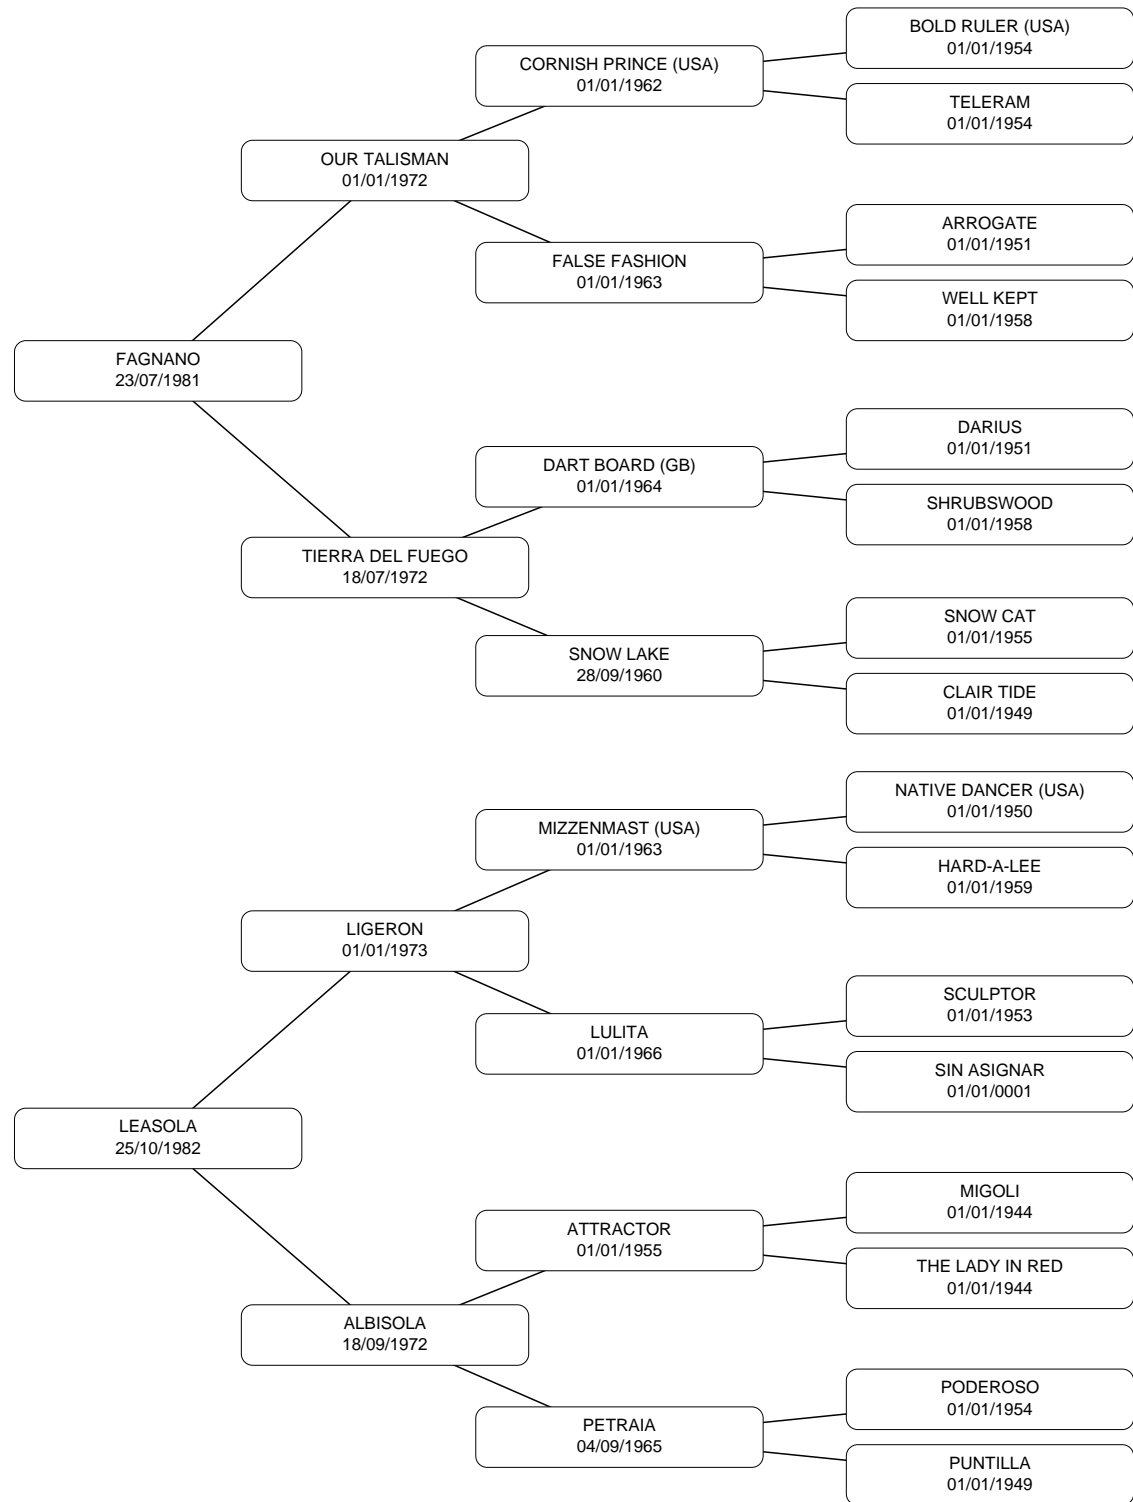 BOLD RULER (USA)
01/01/1954
CORNISH PRINCE (USA)
01/01/1962
TELERAM
01/01/1954
OUR TALISMAN
01/01/1972
ARROGATE
01/01/1951
FALSE FASHION
01/01/1963
WELL KEPT
01/01/1958
FAGNANO
23/07/1981
DARIUS
01/01/1951
DART BOARD (GB)
01/01/1964
SHRUBSWOOD
01/01/1958
TIERRA DEL FUEGO
18/07/1972
SNOW CAT
01/01/1955
SNOW LAKE
28/09/1960
CLAIR TIDE
01/01/1949
NATIVE DANCER (USA)
01/01/1950
MIZZENMAST (USA)
01/01/1963
HARD-A-LEE
01/01/1959
LIGERON
01/01/1973
SCULPTOR
01/01/1953
LULITA
01/01/1966
SIN ASIGNAR
01/01/0001
LEASOLA
25/10/1982
MIGOLI
01/01/1944
ATTRACTOR
01/01/1955
THE LADY IN RED
01/01/1944
ALBISOLA
18/09/1972
PODEROSO
01/01/1954
PETRAIA
04/09/1965
PUNTILLA
01/01/1949